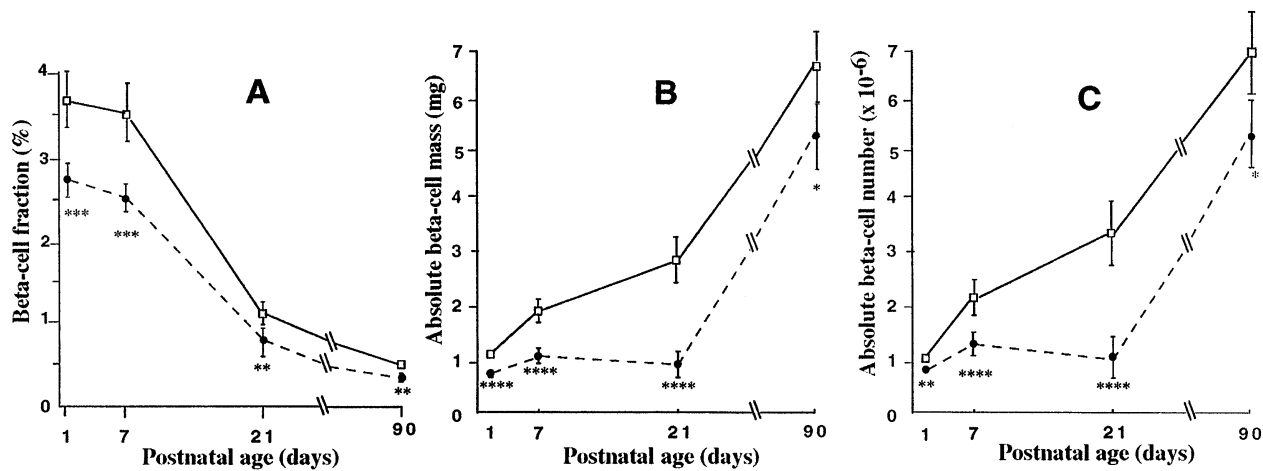 A
Beta-cell fraction (%)
4
3
2
1
0
***
***
**
**
1 7 21 90
Postnatal age (days)
B
Absolute beta-cell mass (mg)
7
6
5
4
3
2
1
0
****
****
****
*
1 7 21 90
Postnatal age (days)
C
Absolute beta-cell number (x 10-6)
7
6
5
4
3
2
1
0
**
****
****
*
1 7 21 90
Postnatal age (days)